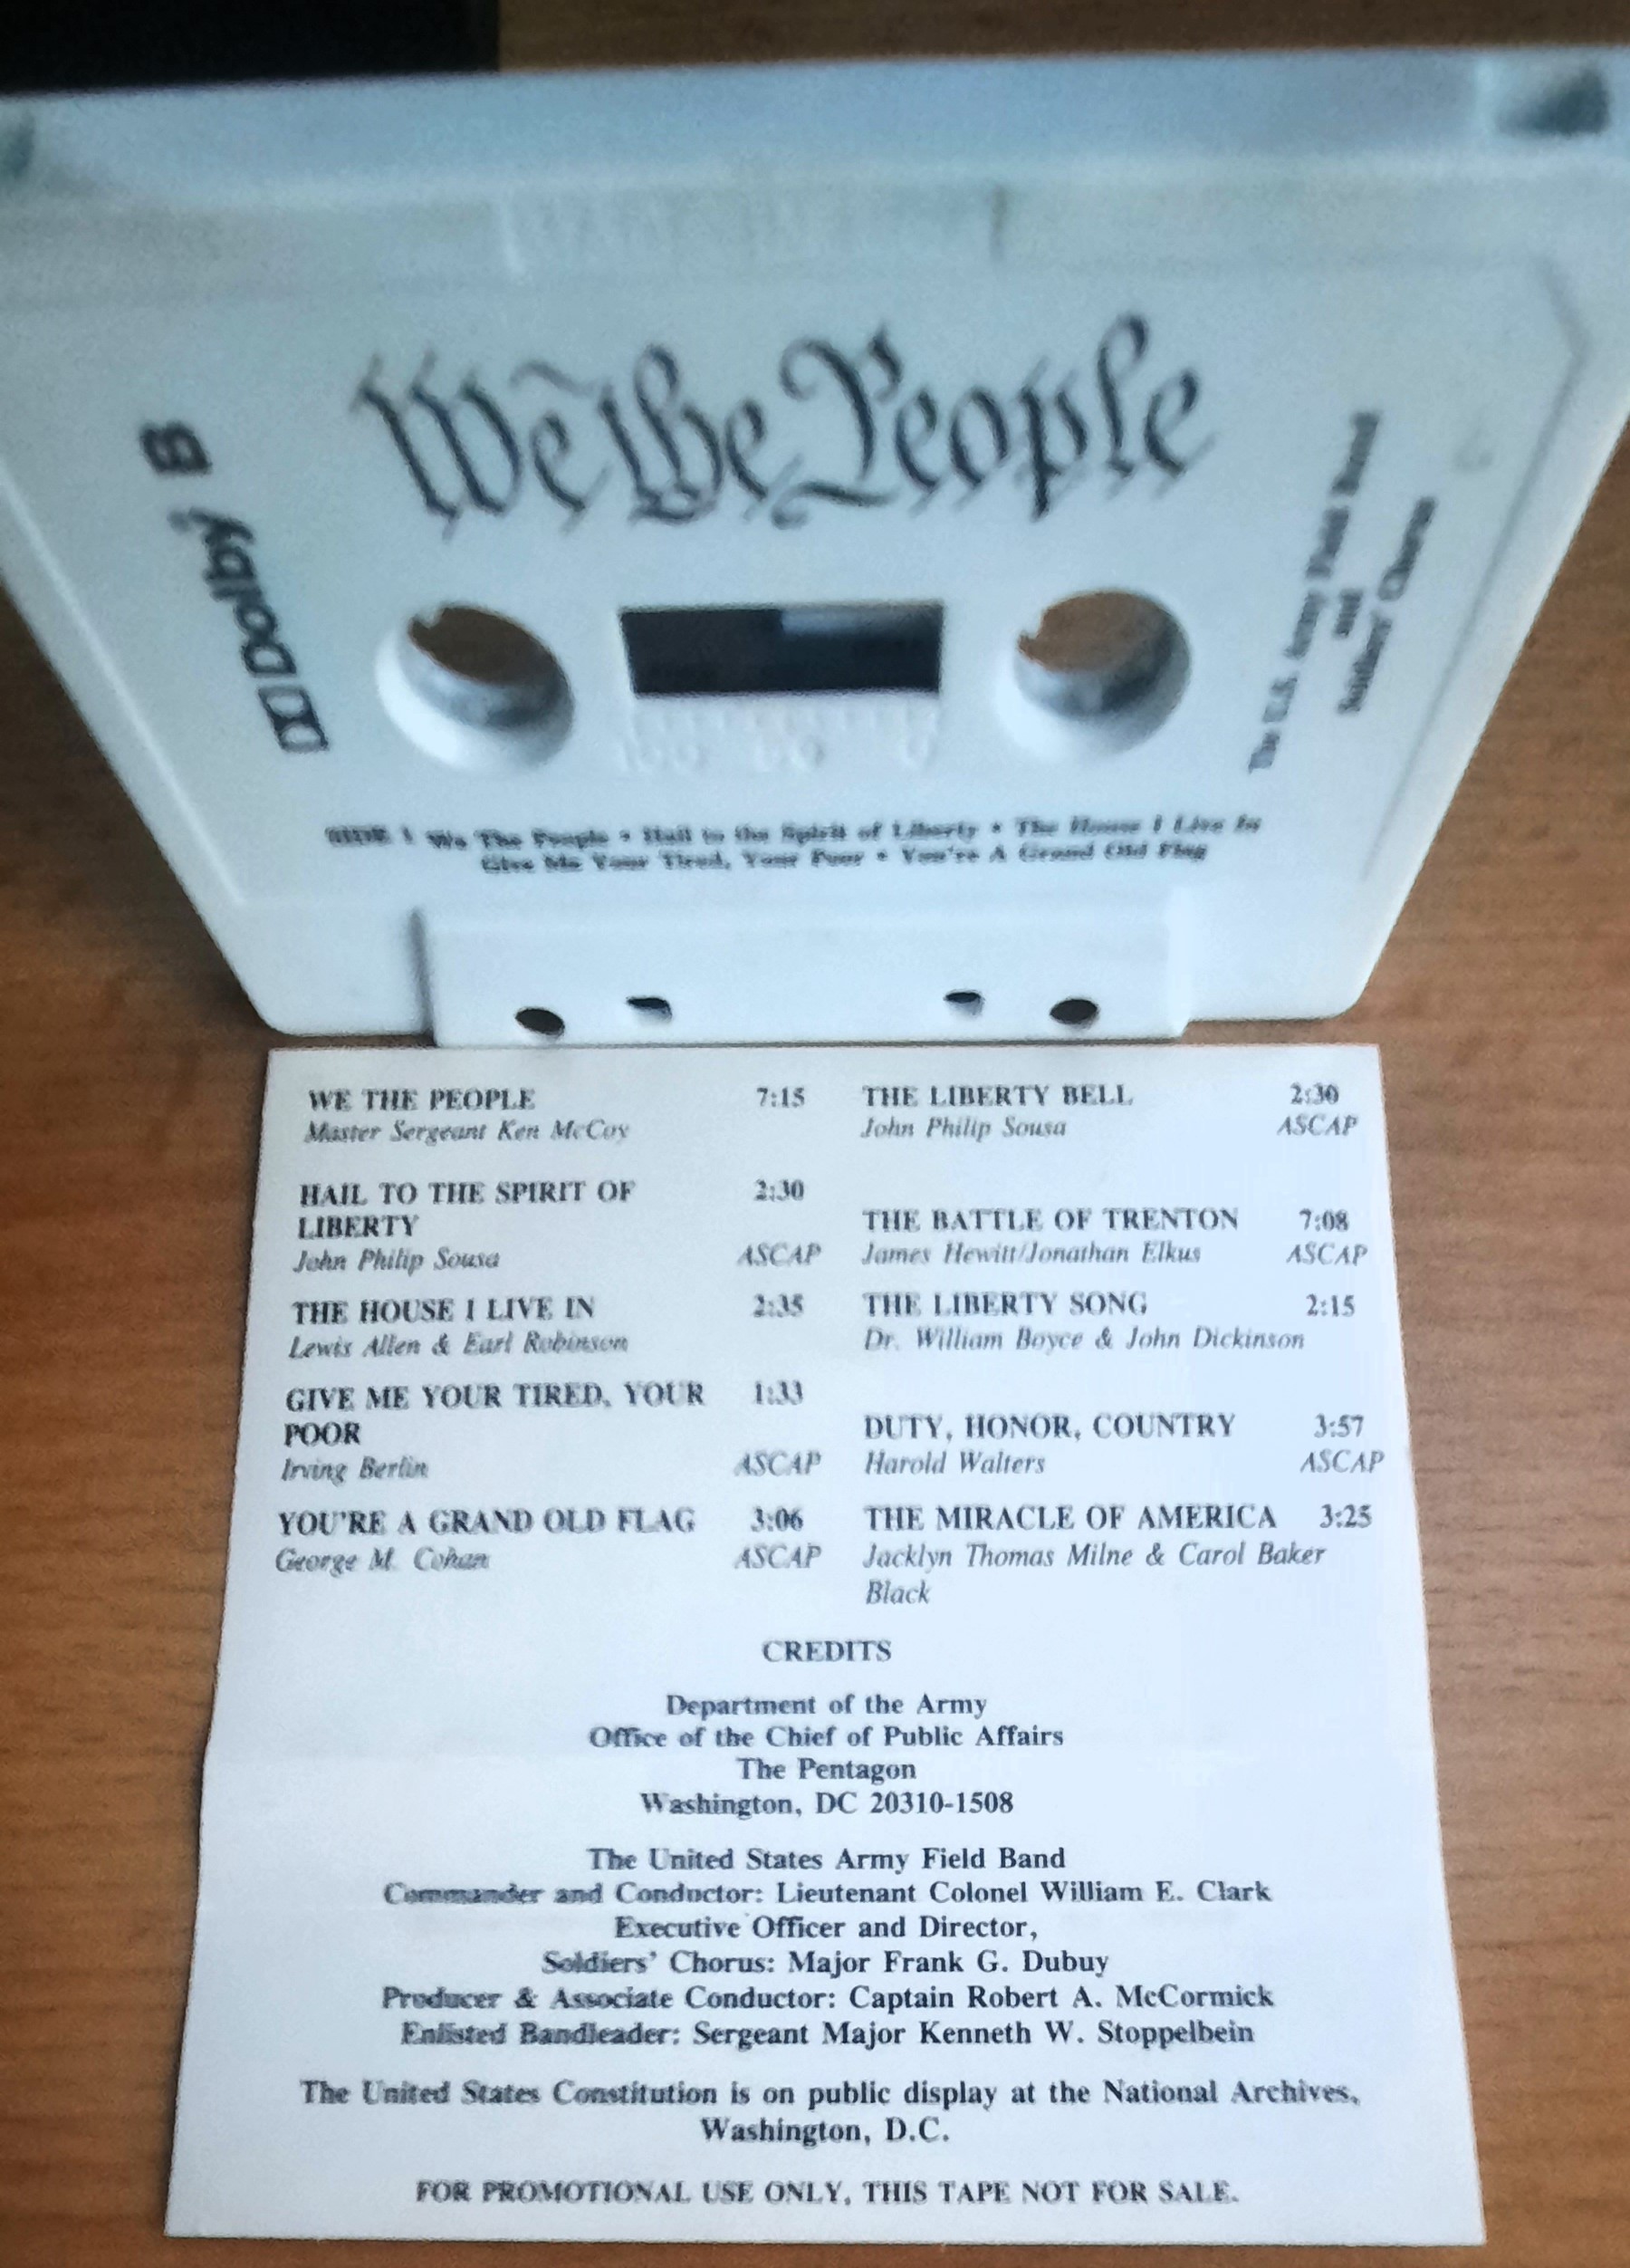 We the People
Dolby B
The U.S. Army Field Band
and
Soldiers' Chorus
100 50 0
SIDE 1 We The People • Hail to the Spirit of Liberty • The House I Live In
Give Me Your Tired, Your Poor • You're A Grand Old Flag
WE THE PEOPLE 7:15
Master Sergeant Ken McCoy
HAIL TO THE SPIRIT OF 2:30
LIBERTY
John Philip Sousa ASCAP
THE HOUSE I LIVE IN 2:35
Lewis Allen & Earl Robinson
GIVE ME YOUR TIRED, YOUR 1:33
POOR
Irving Berlin ASCAP
YOU'RE A GRAND OLD FLAG 3:06
George M. Cohan ASCAP
THE LIBERTY BELL 2:30
John Philip Sousa ASCAP
THE BATTLE OF TRENTON 7:08
James Hewitt/Jonathan Elkus ASCAP
THE LIBERTY SONG 2:15
Dr. William Boyce & John Dickinson
DUTY, HONOR, COUNTRY 3:57
Harold Walters ASCAP
THE MIRACLE OF AMERICA 3:25
Jacklyn Thomas Milne & Carol Baker
Black
CREDITS
Department of the Army
Office of the Chief of Public Affairs
The Pentagon
Washington, DC 20310-1508
The United States Army Field Band
Commander and Conductor: Lieutenant Colonel William E. Clark
Executive Officer and Director,
Soldiers' Chorus: Major Frank G. Dubuy
Producer & Associate Conductor: Captain Robert A. McCormick
Enlisted Bandleader: Sergeant Major Kenneth W. Stoppelbein
The United States Constitution is on public display at the National Archives,
Washington, D.C.
FOR PROMOTIONAL USE ONLY, THIS TAPE NOT FOR SALE.